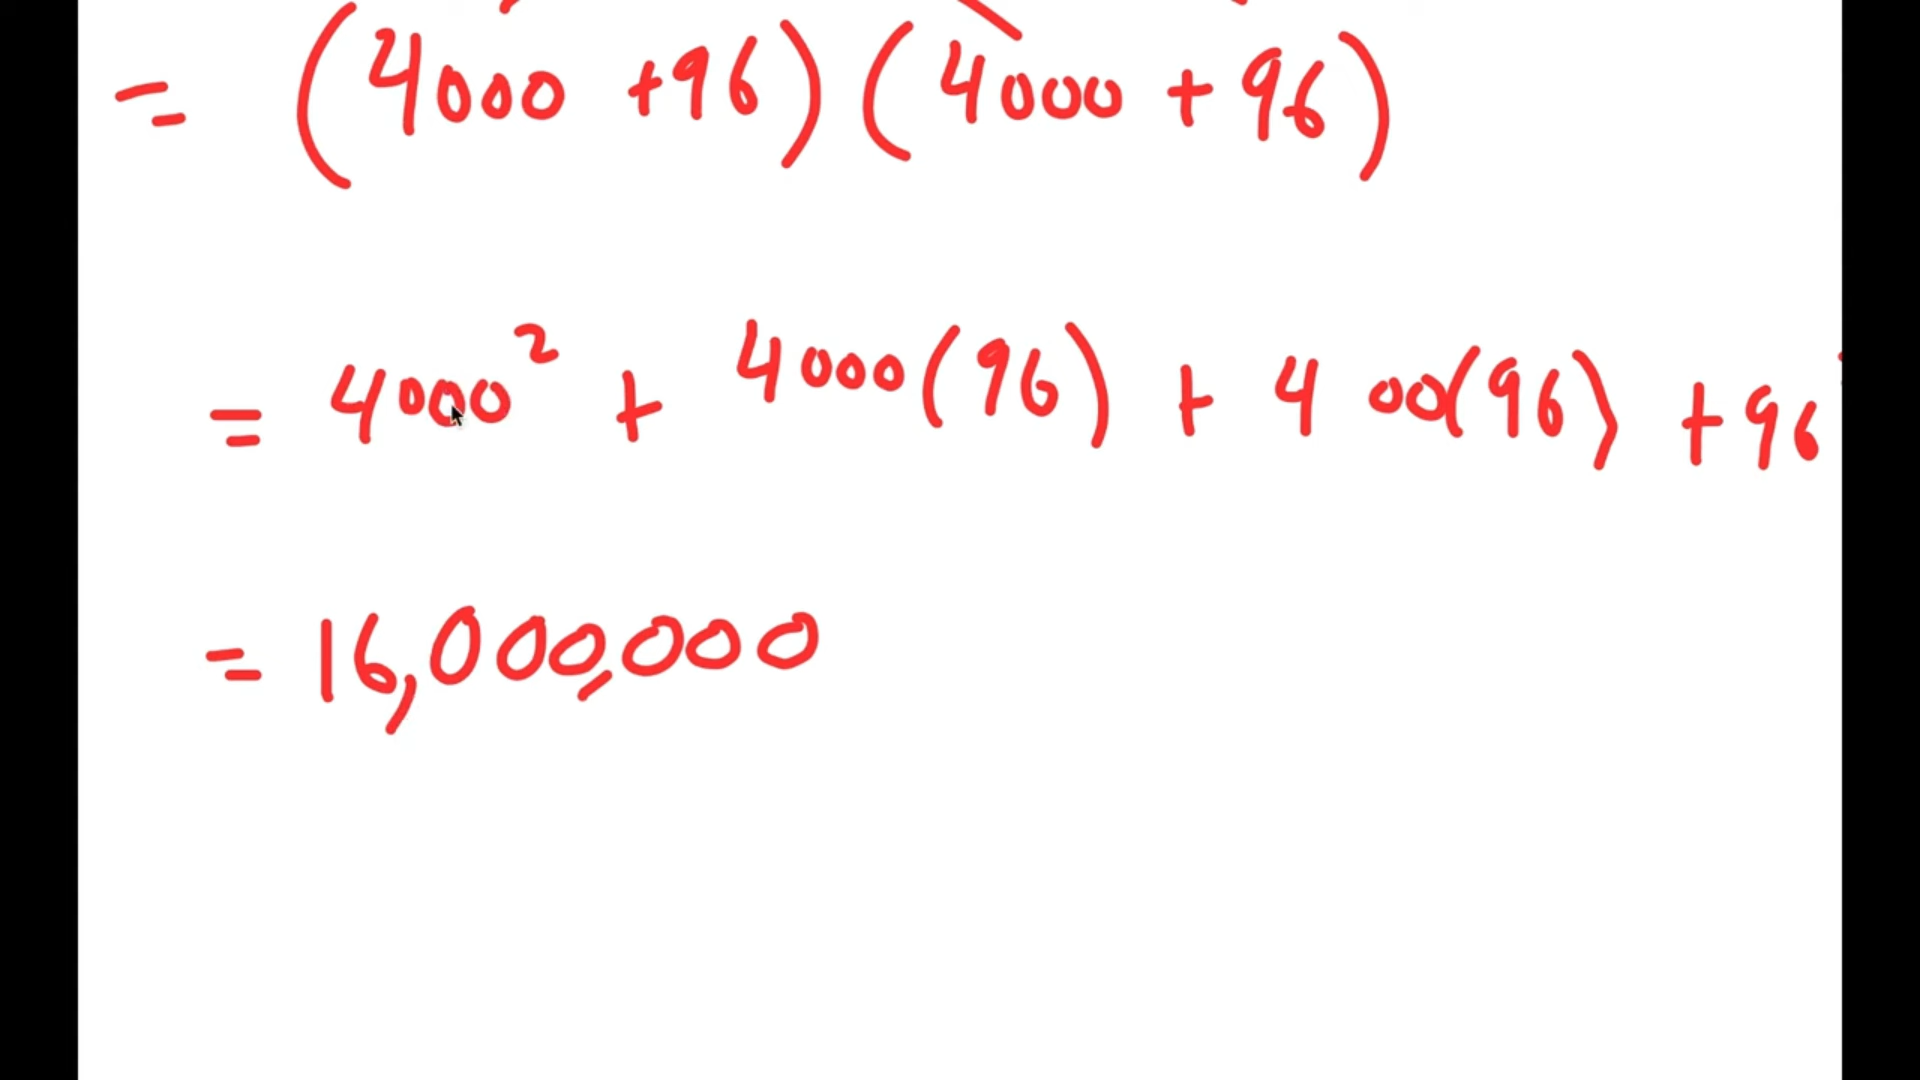 = (4000 + 96) (4000 + 96)
= 4000² + 4000(96) + 4 00(96) + 96
= 16,000,000